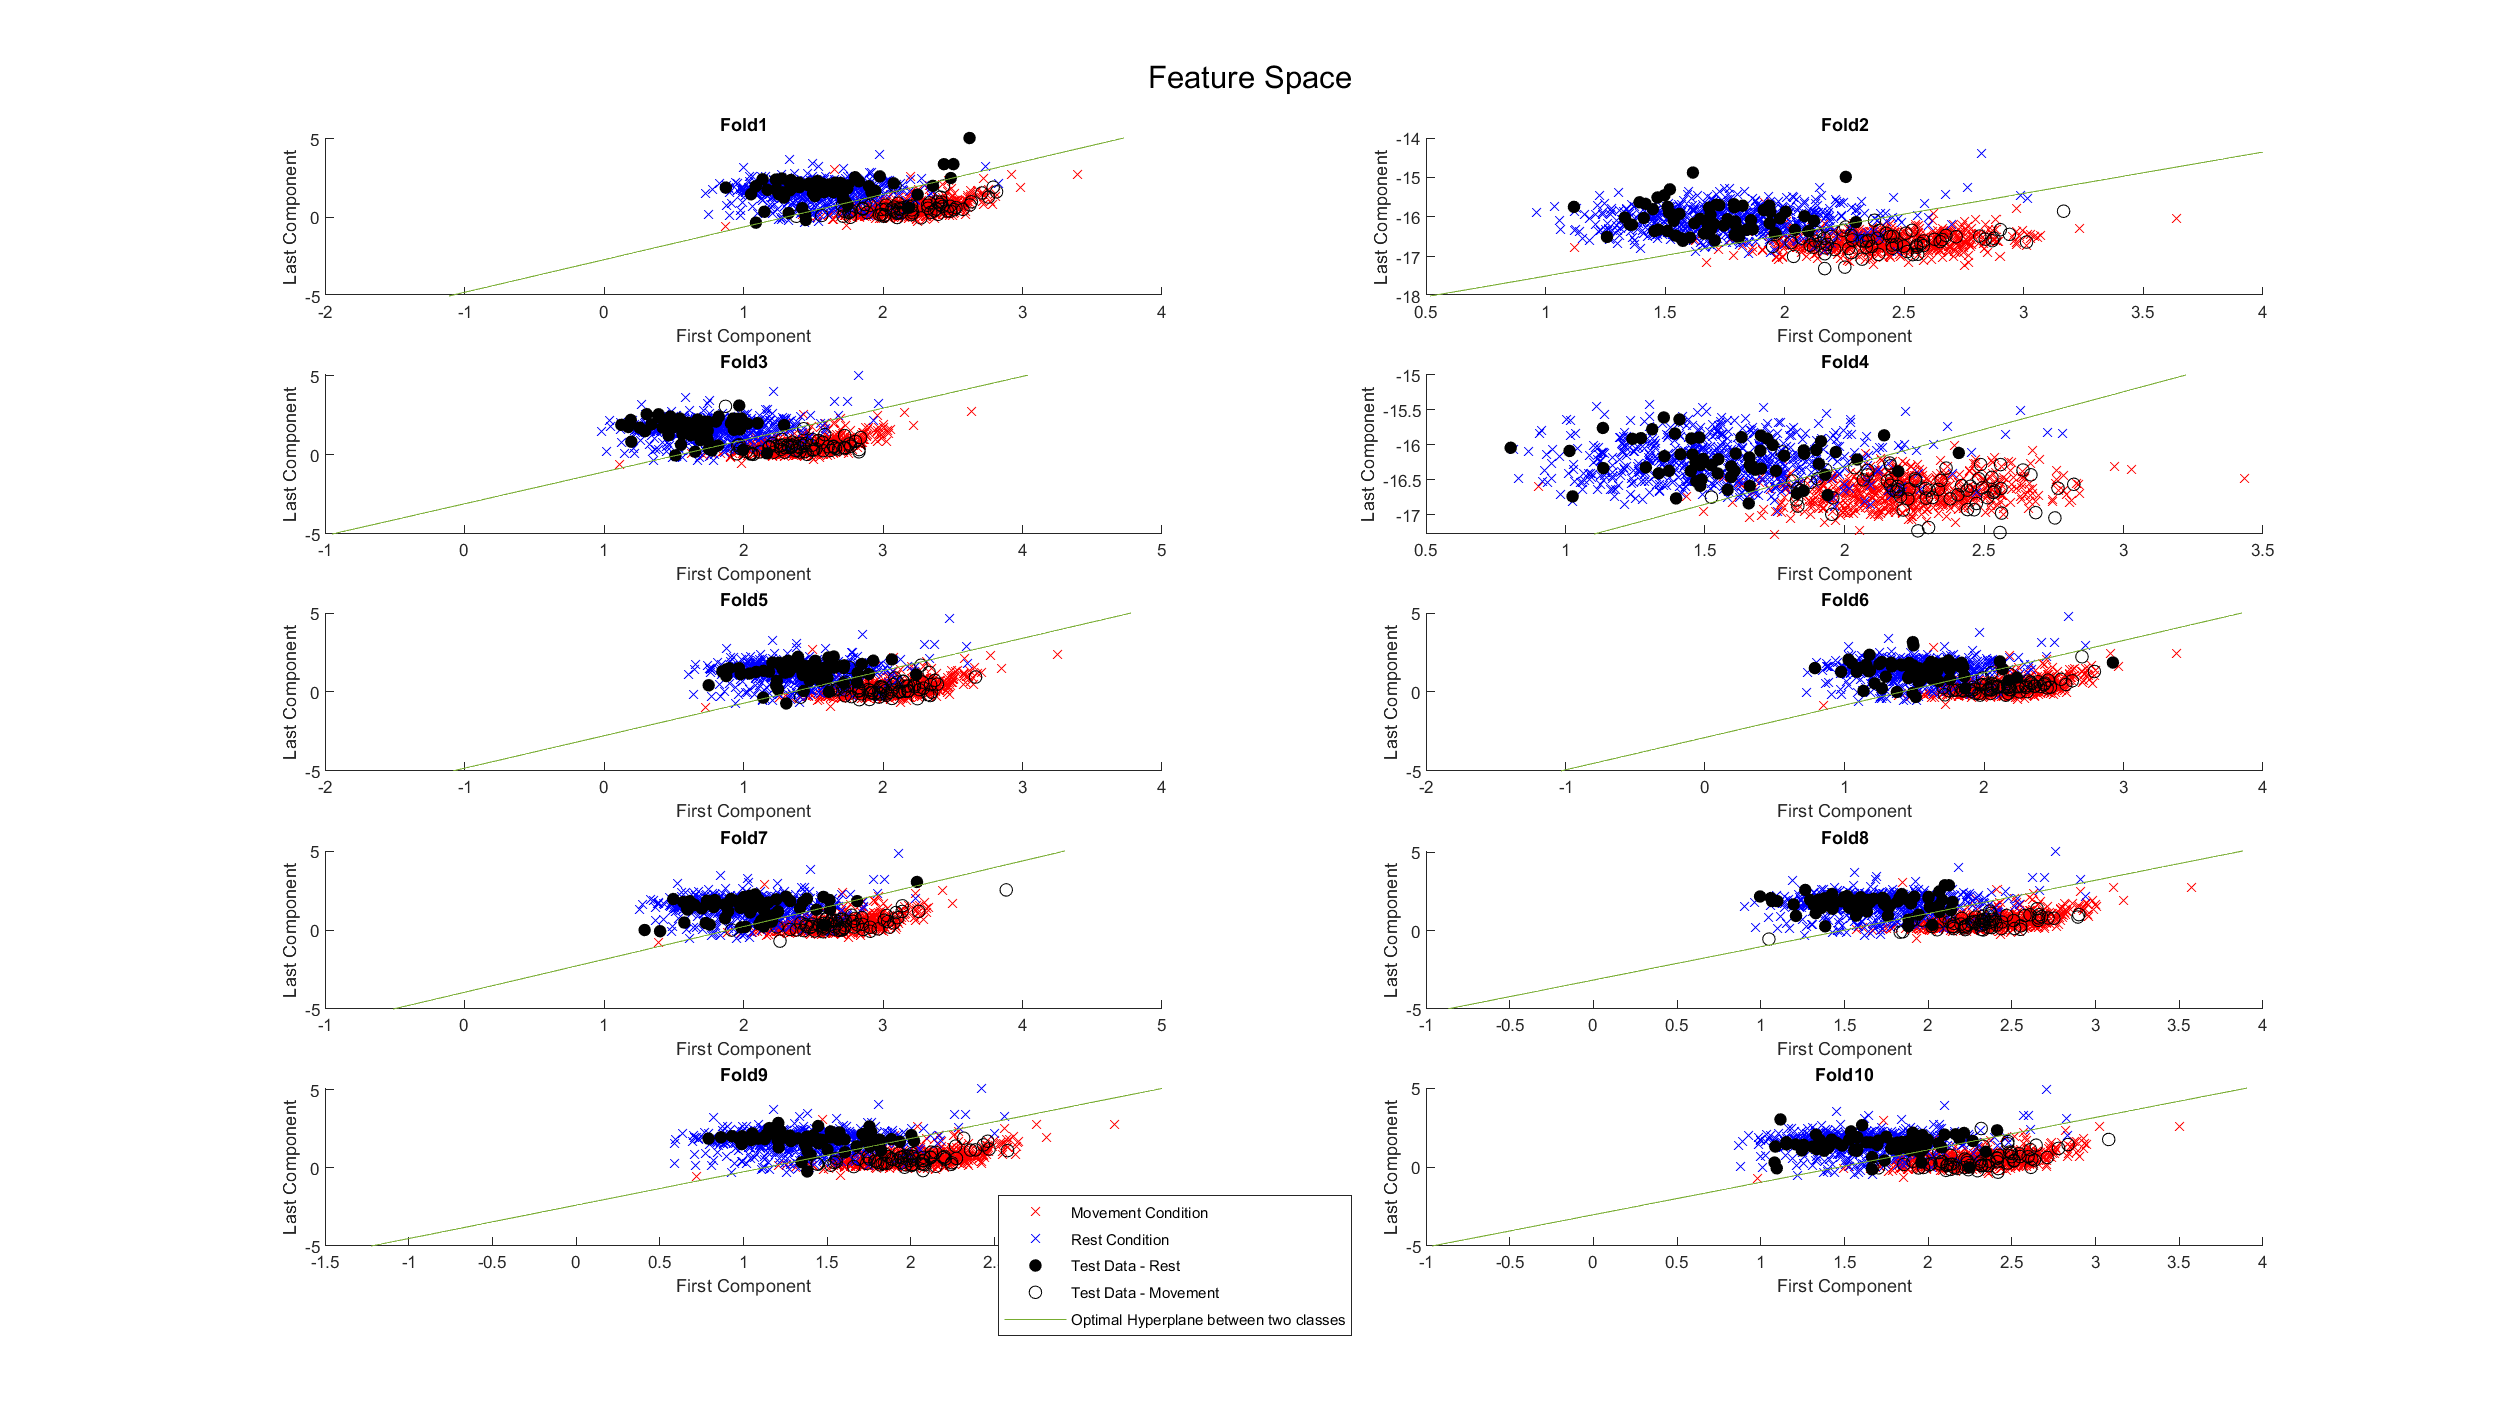 Feature Space
Fold1
5
0
-5
Last Component
-2 -1 0 1 2 3 4
First Component
Fold2
-14
-15
-16
-17
-18
Last Component
0.5 1 1.5 2 2.5 3 3.5 4
First Component
Fold3
5
0
-5
Last Component
-1 0 1 2 3 4 5
First Component
Fold4
-15
-15.5
-16
-16.5
-17
Last Component
0.5 1 1.5 2 2.5 3 3.5
First Component
Fold5
5
0
-5
Last Component
-2 -1 0 1 2 3 4
First Component
Fold6
5
0
-5
Last Component
-2 -1 0 1 2 3 4
First Component
Fold7
5
0
-5
Last Component
-1 0 1 2 3 4 5
First Component
Fold8
5
0
-5
Last Component
-1 -0.5 0 0.5 1 1.5 2 2.5 3 3.5 4
First Component
Fold9
5
0
-5
Last Component
-1.5 -1 -0.5 0 0.5 1 1.5 2 2.
First Component
Fold10
5
0
-5
Last Component
-1 -0.5 0 0.5 1 1.5 2 2.5 3 3.5 4
First Component
Movement Condition
Rest Condition
Test Data - Rest
Test Data - Movement
Optimal Hyperplane between two classes